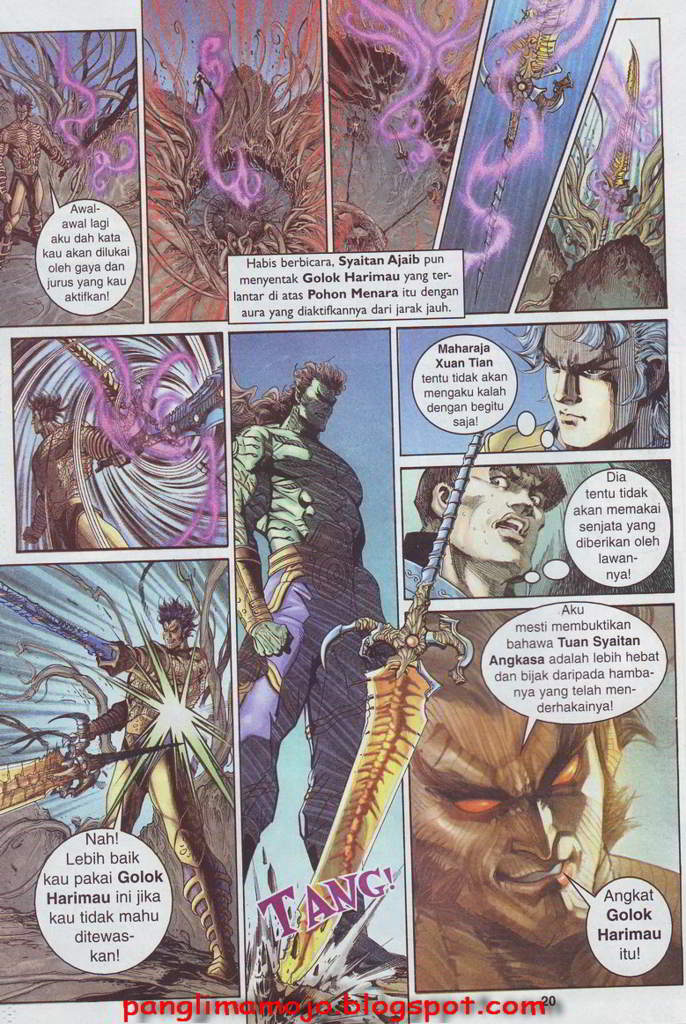 Awal-
awal lagi
aku dah kata
kau akan dilukai
oleh gaya dan
jurus yang kau
aktifkan!
Habis berbicara, Syaitan Ajaib pun
menyentak Golok Harimau yang ter-
lantar di atas Pohon Menara itu dengan
aura yang diaktifkannya dari jarak jauh.
Maharaja
Xuan Tian
tentu tidak akan
mengaku kalah
dengan begitu
saja!
Dia
tentu tidak
akan memakai
senjata yang
diberikan oleh
lawan-
nya!
Nah!
Lebih baik
kau pakai Golok
Harimau ini jika
kau tidak mahu
ditewas-
kan!
TANG!
Aku
mesti membuktikan
bahawa Tuan Syaitan
Angkasa adalah lebih hebat
dan bijak daripada hamba-
nya yang telah men-
derhakainya!
Angkat
Golok
Harimau
itu!
20
panglimamojo.blogspot.com